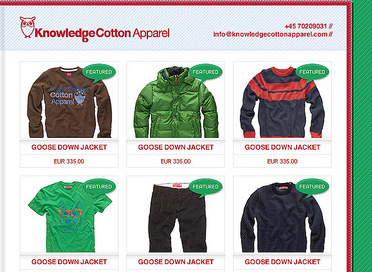 KnowledgeCotton Apparel
+45 70209031 //
info@knowledgecottonapparel.com //
FEATURED FEATURED FEATURED
Cotton
Apparel
GOOSE DOWN JACKET GOOSE DOWN JACKET GOOSE DOWN JACKET
EUR 335.00 EUR 335.00 EUR 335.00
FEATURED FEATURED FEATURED
GOOSE DOWN JACKET GOOSE DOWN JACKET GOOSE DOWN JACKET